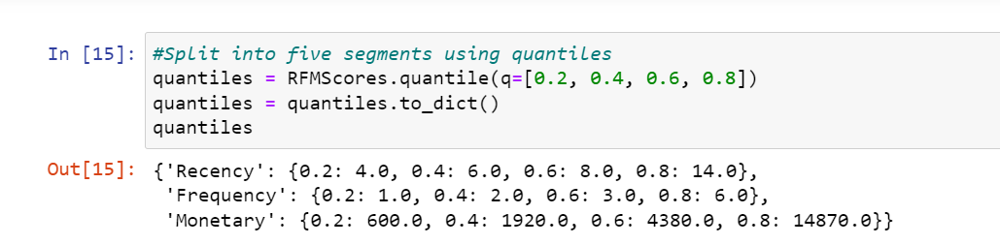 In [15]: #Split into five segments using quantiles
quantiles = RFMScores.quantile(q=[0.2, 0.4, 0.6, 0.8])
quantiles = quantiles.to_dict()
quantiles
Out[15]: {'Recency': {0.2: 4.0, 0.4: 6.0, 0.6: 8.0, 0.8: 14.0},
'Frequency': {0.2: 1.0, 0.4: 2.0, 0.6: 3.0, 0.8: 6.0},
'Monetary': {0.2: 600.0, 0.4: 1920.0, 0.6: 4380.0, 0.8: 14870.0}}